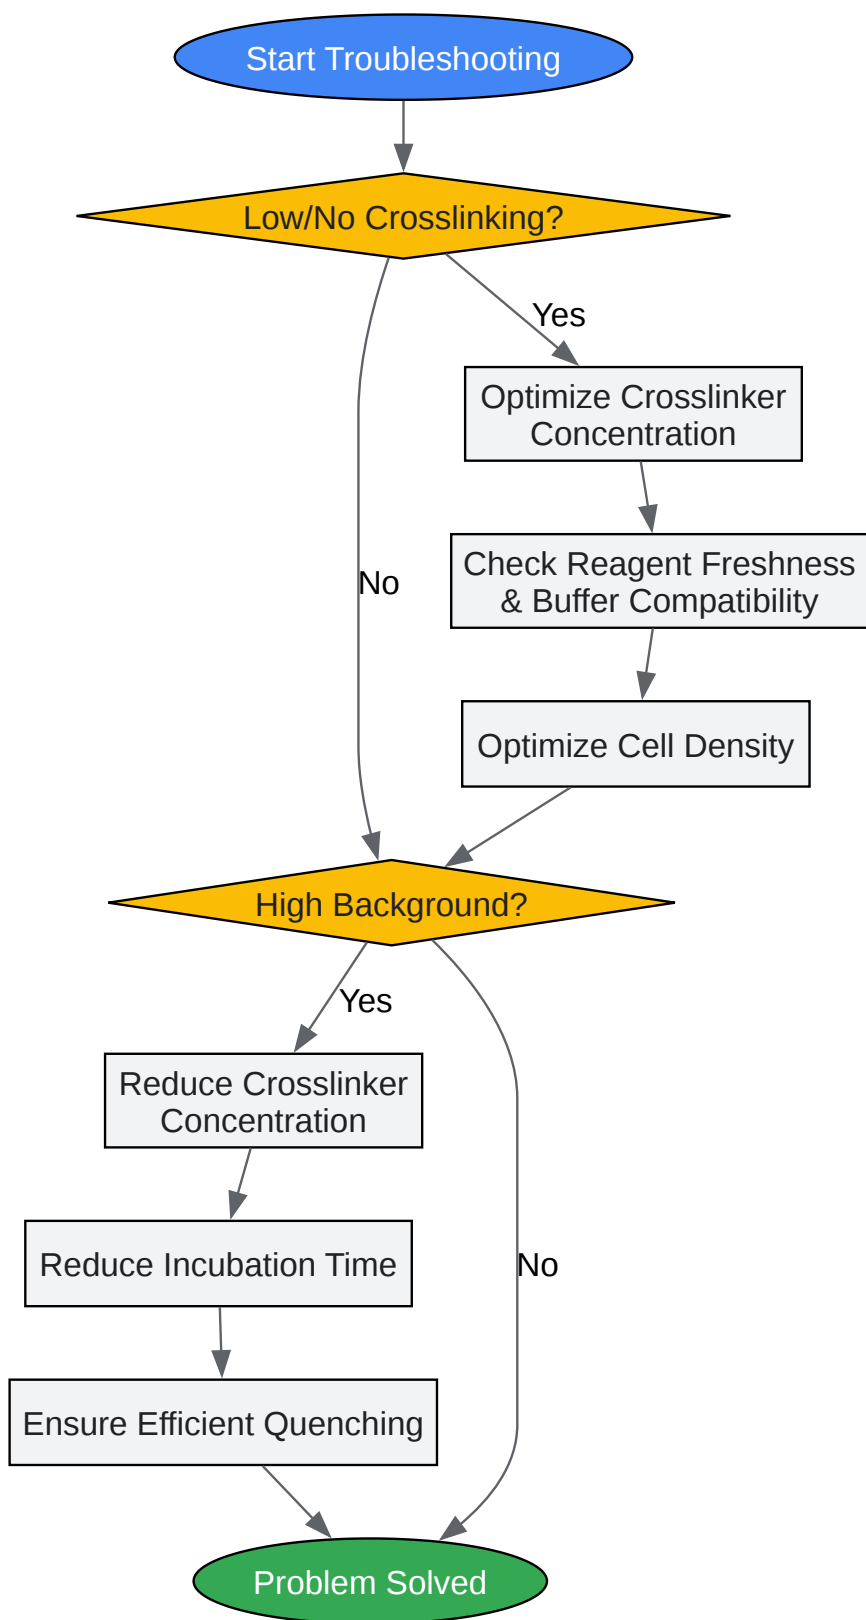 Start Troubleshooting
Low/No Crosslinking?
Yes
Optimize Crosslinker
Concentration
No
Check Reagent Freshness
& Buffer Compatibility
Optimize Cell Density
High Background?
Yes
Reduce Crosslinker
Concentration
Reduce Incubation Time
No
Ensure Efficient Quenching
Problem Solved